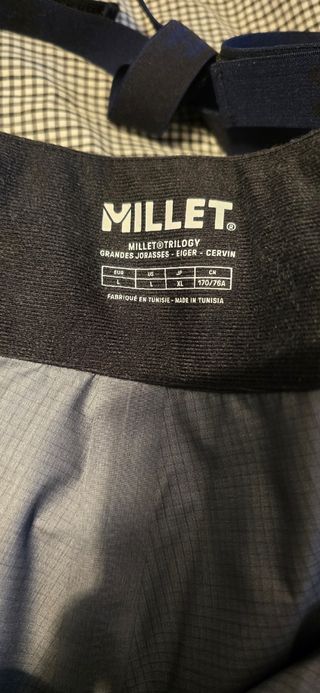 MILLET®
MILLET®TRILOGY
GRANDES JORASSES - EIGER - CERVIN
EUR US JP CN
L L XL 170/76A
FABRIQUÉ EN TUNISIE - MADE IN TUNISIA